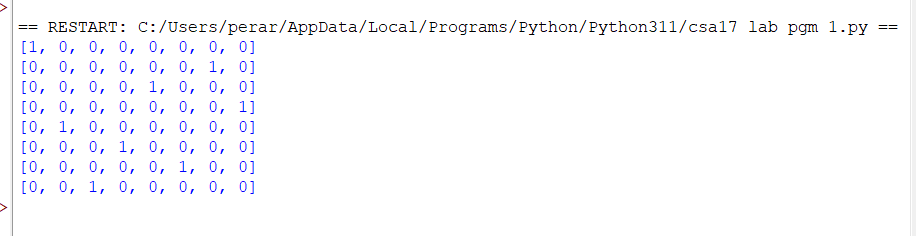 >
== RESTART: C:/Users/perar/AppData/Local/Programs/Python/Python311/csa17 lab pgm 1.py ==
[1, 0, 0, 0, 0, 0, 0, 0]
[0, 0, 0, 0, 0, 0, 1, 0]
[0, 0, 0, 0, 1, 0, 0, 0]
[0, 0, 0, 0, 0, 0, 0, 1]
[0, 1, 0, 0, 0, 0, 0, 0]
[0, 0, 0, 1, 0, 0, 0, 0]
[0, 0, 0, 0, 0, 1, 0, 0]
[0, 0, 1, 0, 0, 0, 0, 0]
>